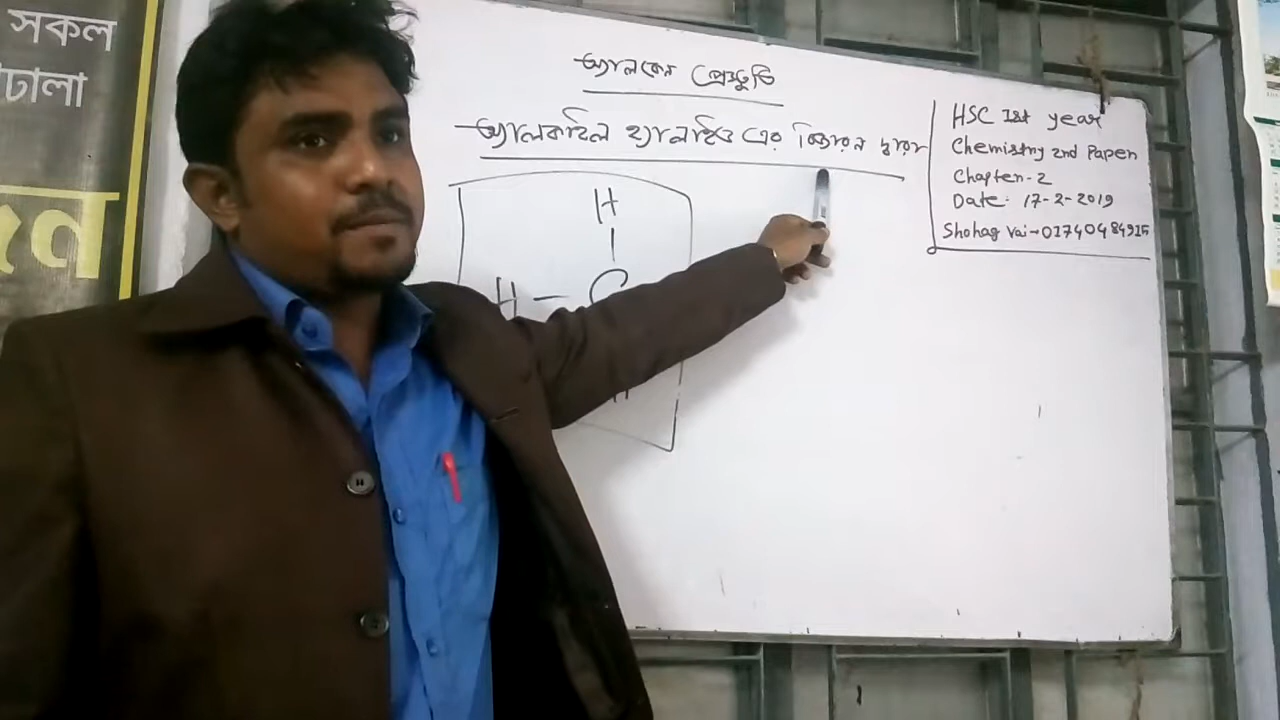 সকল
ঢালা
অ্যালকেন প্রস্তুতি
অ্যালকাইল হ্যালাইড এর বিজারন দ্বারা
HSC 1st year
Chemistry 2nd Paper
Chapter-2
Date- 17-2-2019
Shohag Vai-01740484915
H
H — C